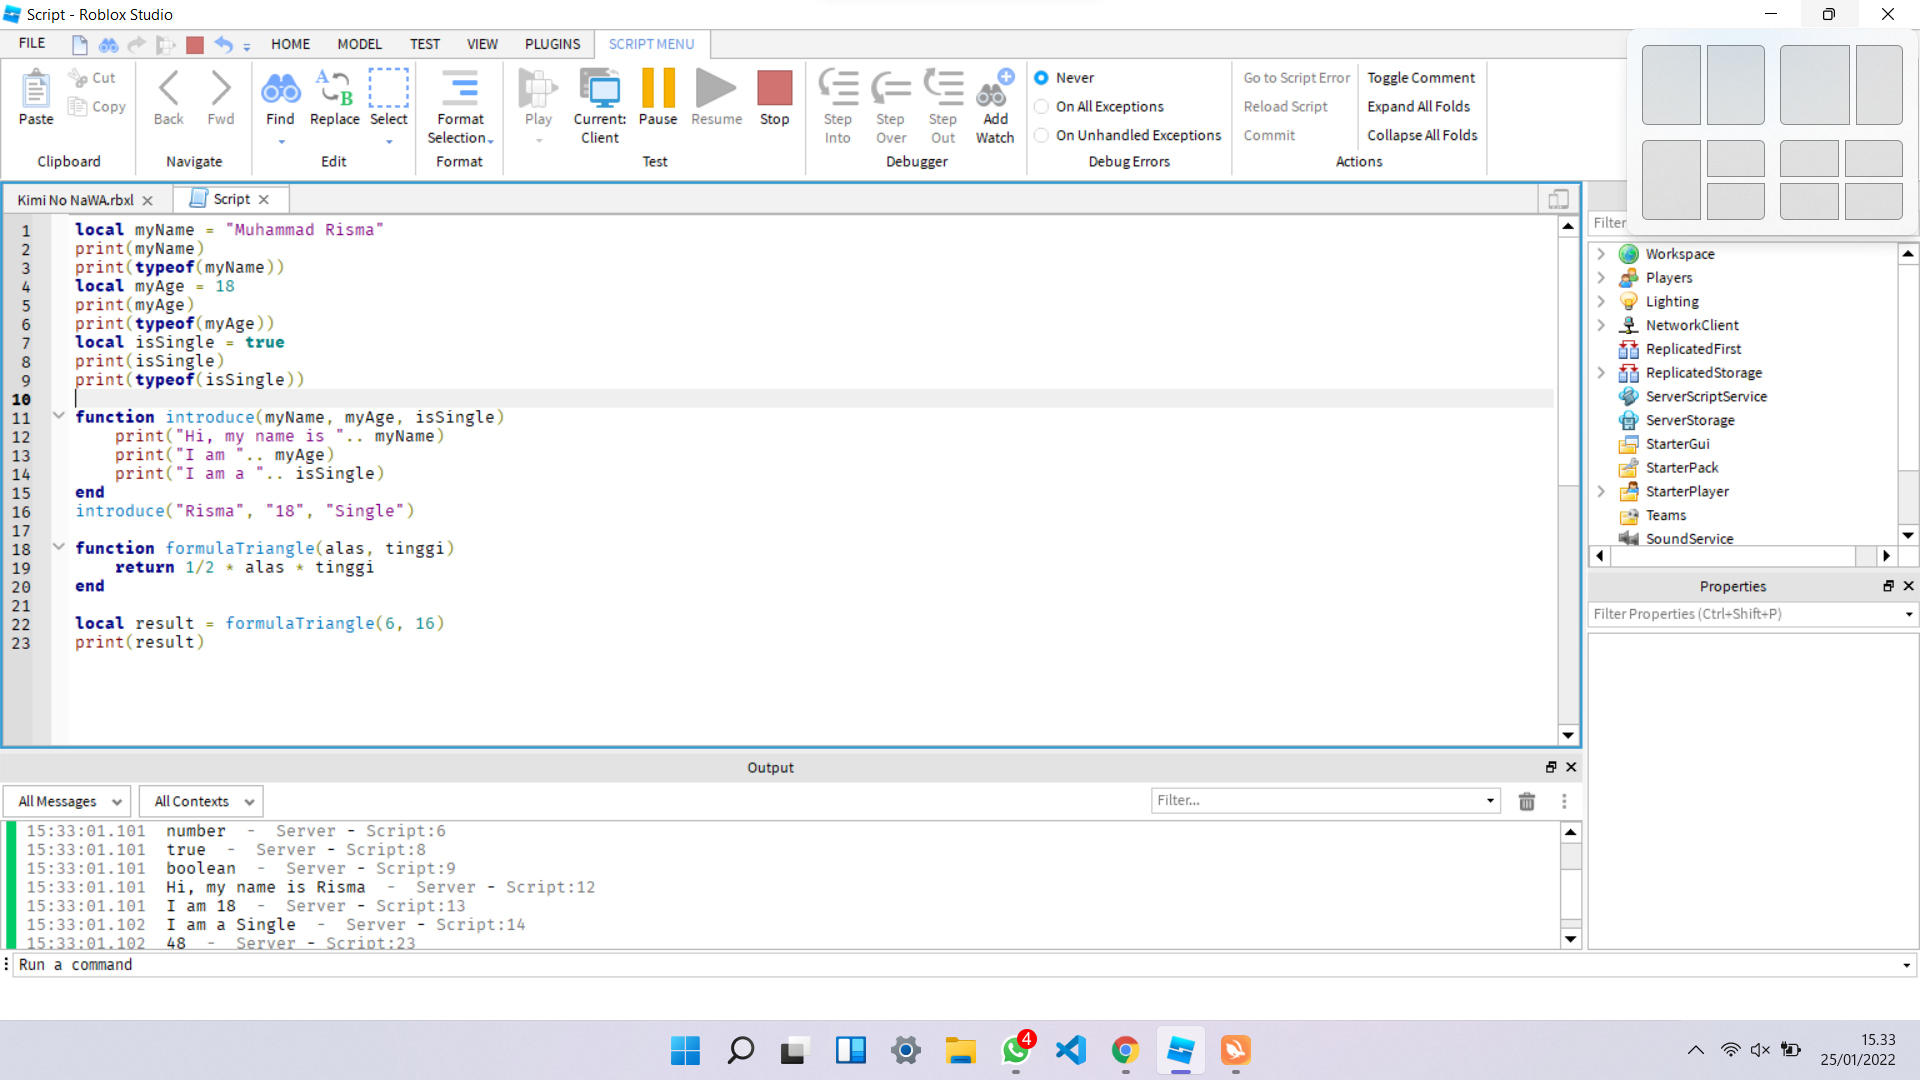 Script - Roblox Studio
FILE HOME MODEL TEST VIEW PLUGINS SCRIPT MENU
Paste Cut Copy Clipboard
Back Fwd Navigate
Find Replace Select Edit
Format Selection Format
Play Current: Client Pause Resume Stop Test
Step Into Step Over Step Out Add Watch Debugger
Never
On All Exceptions
On Unhandled Exceptions
Debug Errors
Go to Script Error Toggle Comment
Reload Script Expand All Folds
Commit Collapse All Folds
Actions
Kimi No NaWA.rbxl Script
1 local myName = "Muhammad Risma"
2 print(myName)
3 print(typeof(myName))
4 local myAge = 18
5 print(myAge)
6 print(typeof(myAge))
7 local isSingle = true
8 print(isSingle)
9 print(typeof(isSingle))
10
11 function introduce(myName, myAge, isSingle)
12 print("Hi, my name is ".. myName)
13 print("I am ".. myAge)
14 print("I am a ".. isSingle)
15 end
16 introduce("Risma", "18", "Single")
17
18 function formulaTriangle(alas, tinggi)
19 return 1/2 * alas * tinggi
20 end
21
22 local result = formulaTriangle(6, 16)
23 print(result)
Filter
Workspace
Players
Lighting
NetworkClient
ReplicatedFirst
ReplicatedStorage
ServerScriptService
ServerStorage
StarterGui
StarterPack
StarterPlayer
Teams
SoundService
Properties
Filter Properties (Ctrl+Shift+P)
Output
All Messages All Contexts Filter...
15:33:01.101 number - Server - Script:6
15:33:01.101 true - Server - Script:8
15:33:01.101 boolean - Server - Script:9
15:33:01.101 Hi, my name is Risma - Server - Script:12
15:33:01.101 I am 18 - Server - Script:13
15:33:01.102 I am a Single - Server - Script:14
15:33:01.102 48 - Server - Script:23
Run a command
4
15.33
25/01/2022